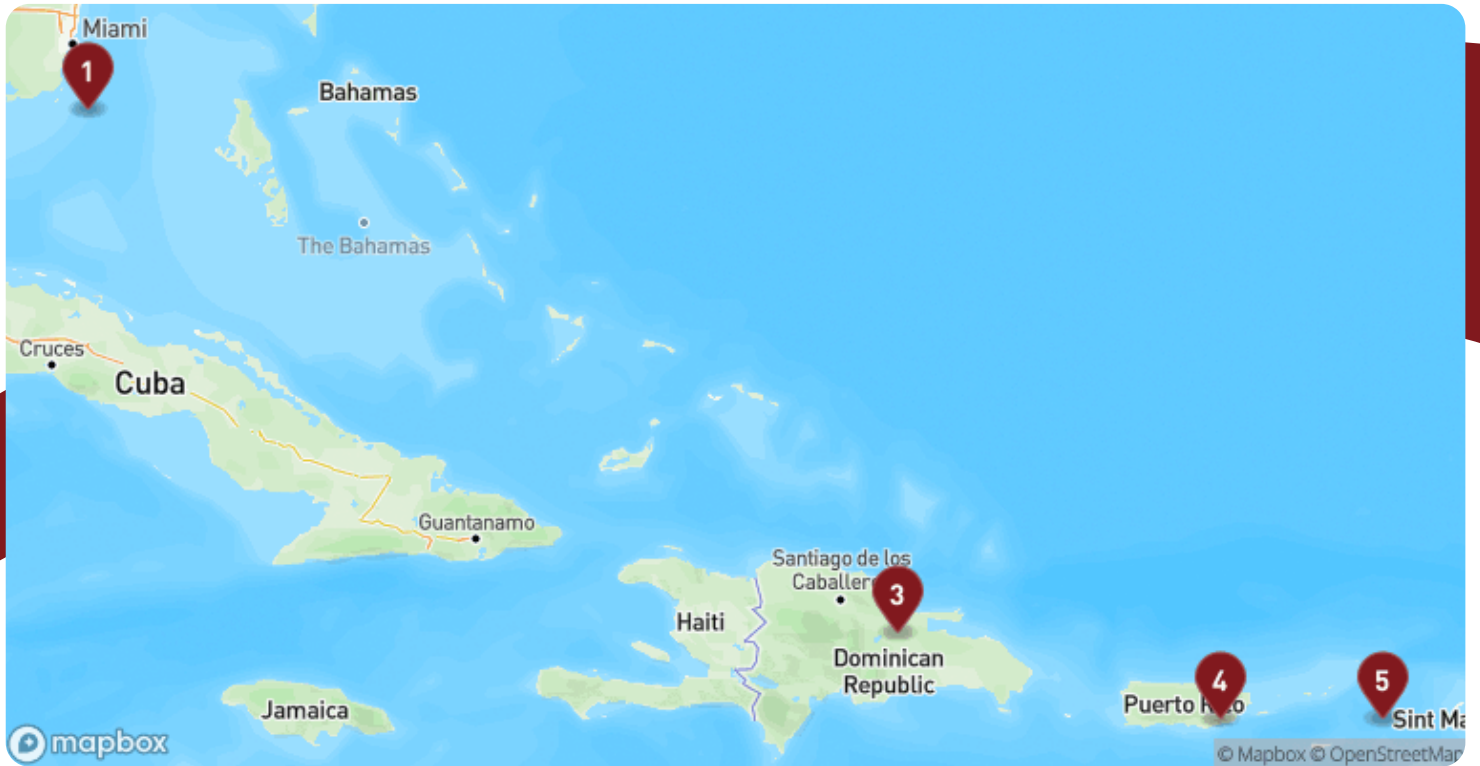 Miami
1
Bahamas
The Bahamas
Cruces
Cuba
Guantanamo
Santiago de los
Caballer
3
Haiti
Dominican
Republic
4
5
Puerto R co
Sint Ma
Jamaica
mapbox
© Mapbox © OpenStreetMap